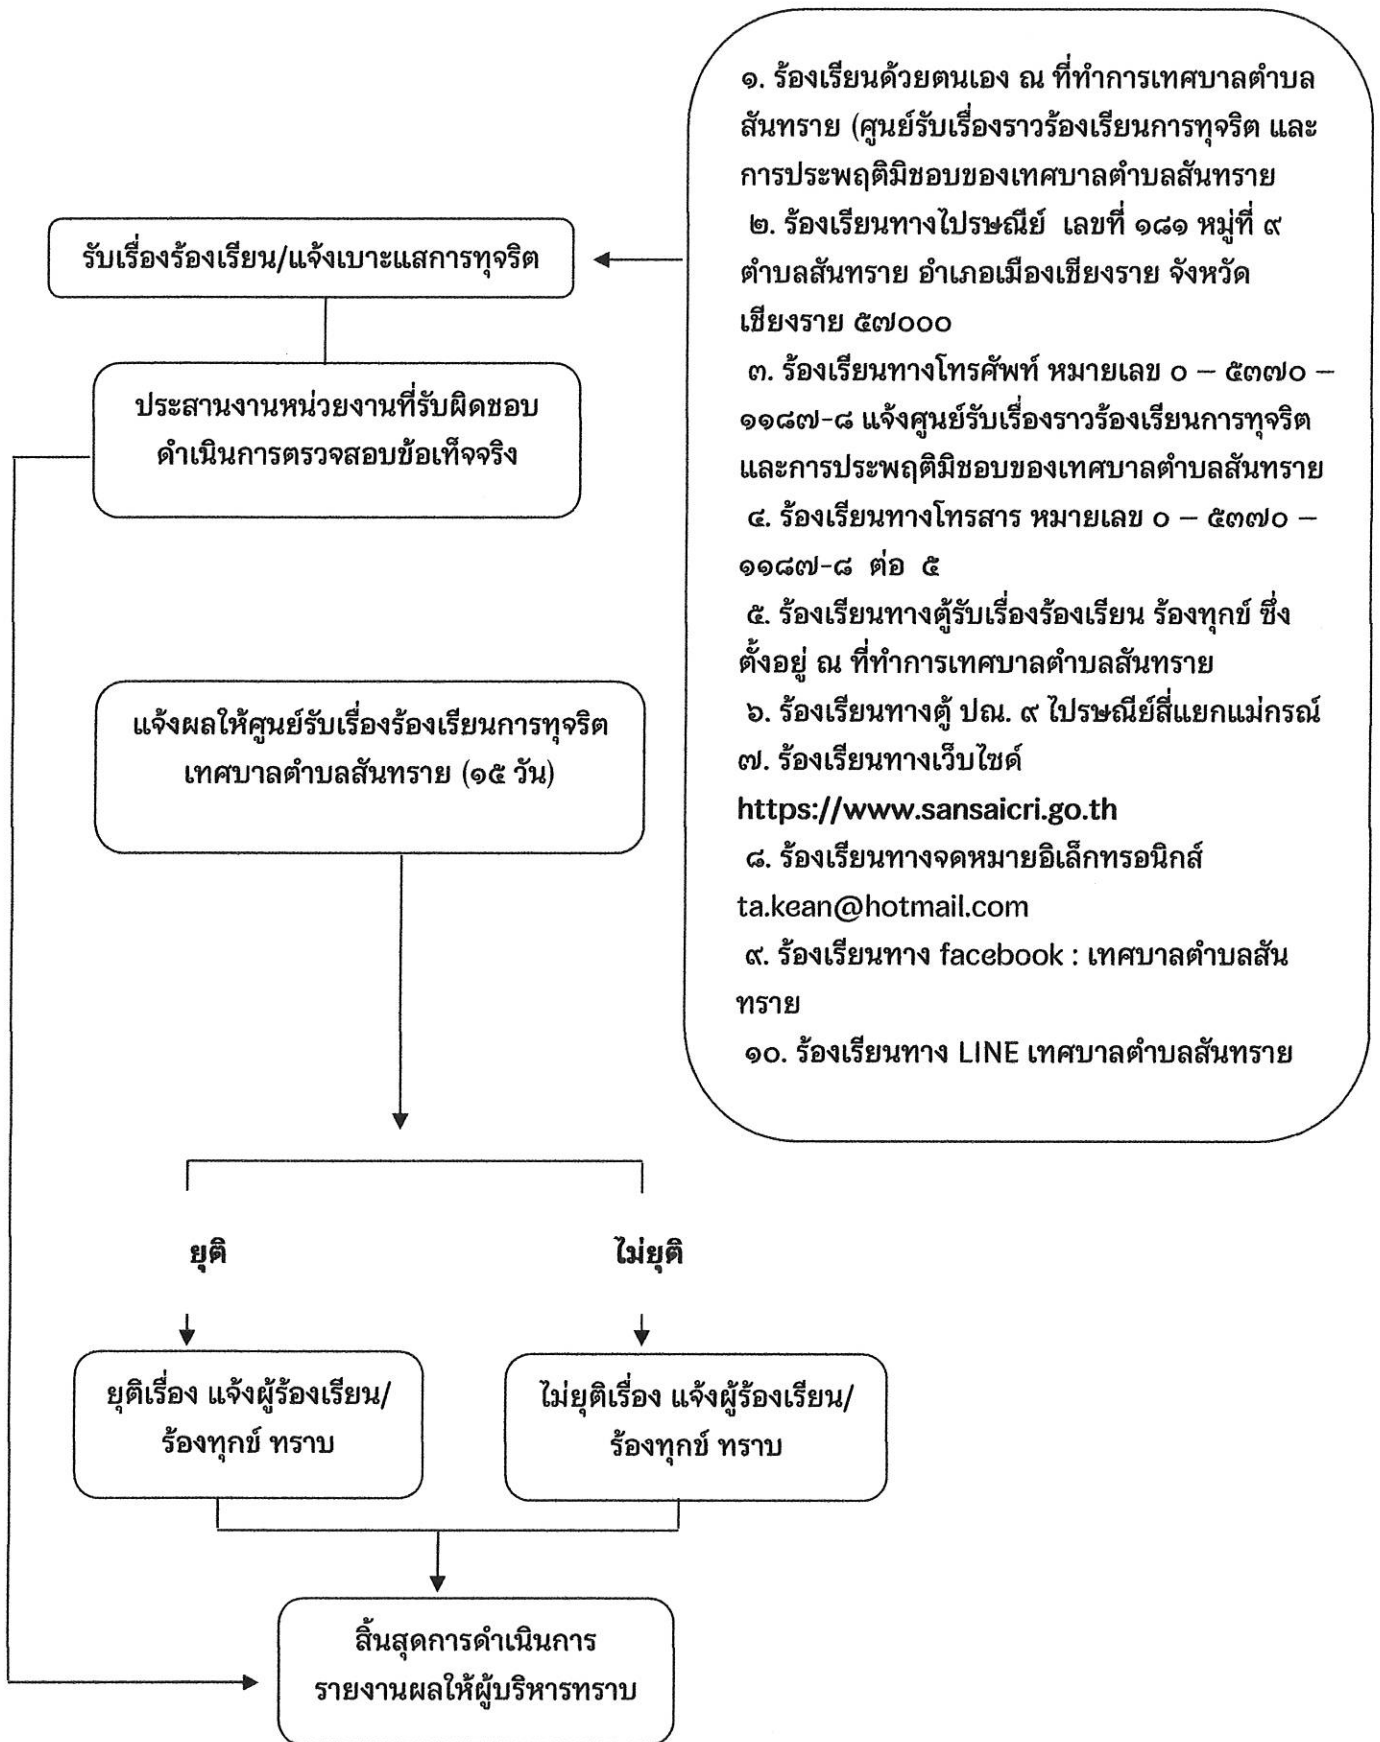 ๑. ร้องเรียนด้วยตนเอง ณ ที่ทำการเทศบาลตำบล
สันทราย (ศูนย์รับเรื่องราวร้องเรียนการทุจริต และ
การประพฤติมิชอบของเทศบาลตำบลสันทราย
๒. ร้องเรียนทางไปรษณีย์ เลขที่ ๑๘๑ หมู่ที่ ๙
ตำบลสันทราย อำเภอเมืองเชียงราย จังหวัด
เชียงราย ๕๗๐๐๐
๓. ร้องเรียนทางโทรศัพท์ หมายเลข ๐ – ๕๓๗๐ –
๑๑๘๗-๘ แจ้งศูนย์รับเรื่องราวร้องเรียนการทุจริต
และการประพฤติมิชอบของเทศบาลตำบลสันทราย
๔. ร้องเรียนทางโทรสาร หมายเลข ๐ – ๕๓๗๐ –
๑๑๘๗-๘ ต่อ ๕
๕. ร้องเรียนทางตู้รับเรื่องร้องเรียน ร้องทุกข์ ซึ่ง
ตั้งอยู่ ณ ที่ทำการเทศบาลตำบลสันทราย
๖. ร้องเรียนทางตู้ ปณ. ๙ ไปรษณีย์สี่แยกแม่กรณ์
๗. ร้องเรียนทางเว็บไซด์
https://www.sansaicri.go.th
๘. ร้องเรียนทางจดหมายอิเล็กทรอนิกส์
ta.kean@hotmail.com
๙. ร้องเรียนทาง facebook : เทศบาลตำบลสัน
ทราย
๑๐. ร้องเรียนทาง LINE เทศบาลตำบลสันทราย
รับเรื่องร้องเรียน/แจ้งเบาะแสการทุจริต
ประสานงานหน่วยงานที่รับผิดชอบ
ดำเนินการตรวจสอบข้อเท็จจริง
แจ้งผลให้ศูนย์รับเรื่องร้องเรียนการทุจริต
เทศบาลตำบลสันทราย (๑๕ วัน)
ยุติ
ไม่ยุติ
ยุติเรื่อง แจ้งผู้ร้องเรียน/
ร้องทุกข์ ทราบ
ไม่ยุติเรื่อง แจ้งผู้ร้องเรียน/
ร้องทุกข์ ทราบ
สิ้นสุดการดำเนินการ
รายงานผลให้ผู้บริหารทราบ